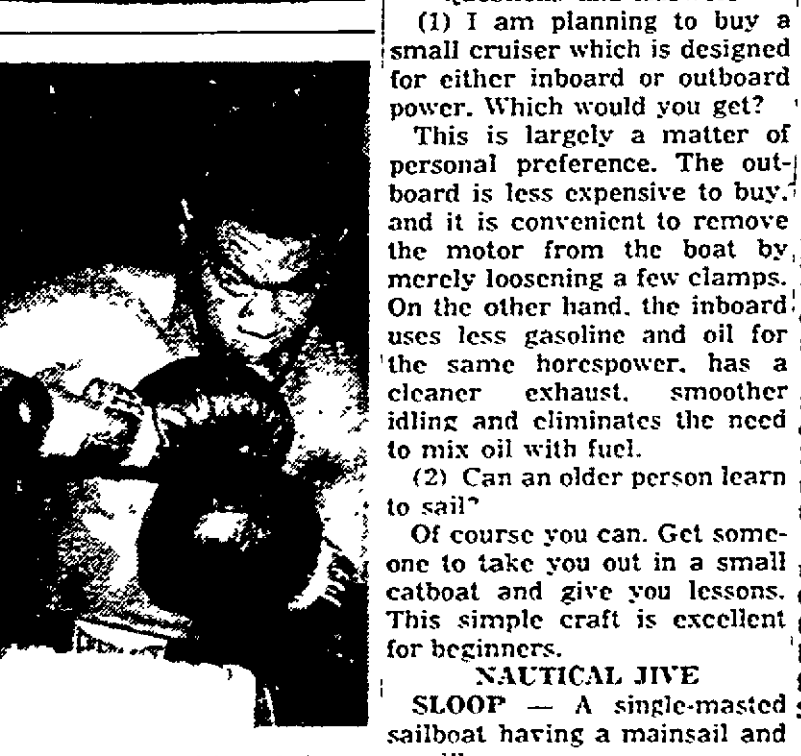 (1) I am planning to buy a
small cruiser which is designed
for either inboard or outboard
power. Which would you get?
This is largely a matter of
personal preference. The out-
board is less expensive to buy,
and it is convenient to remove
the motor from the boat by
merely loosening a few clamps.
On the other hand, the inboard
uses less gasoline and oil for
the same horespower, has a
cleaner exhaust, smoother
idling and eliminates the need
to mix oil with fuel.
(2) Can an older person learn
to sail?
Of course you can. Get some-
one to take you out in a small
catboat and give you lessons.
This simple craft is excellent
for beginners.
NAUTICAL JIVE
SLOOP — A single-masted
sailboat having a mainsail and